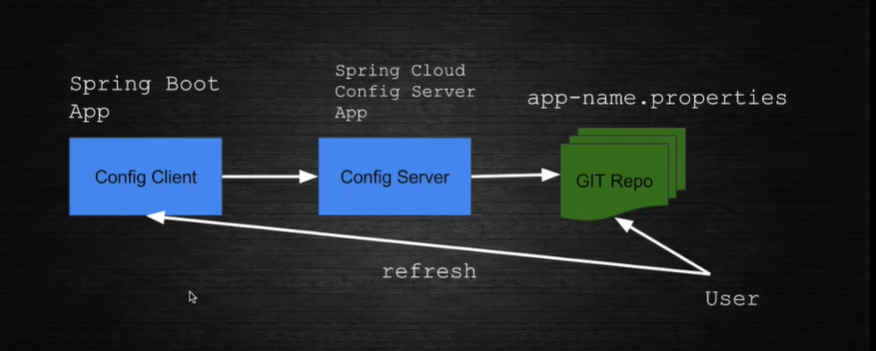 Spring Boot
App
Spring Cloud
Config Server
App
app-name.properties
Config Client
Config Server
GIT Repo
refresh
User